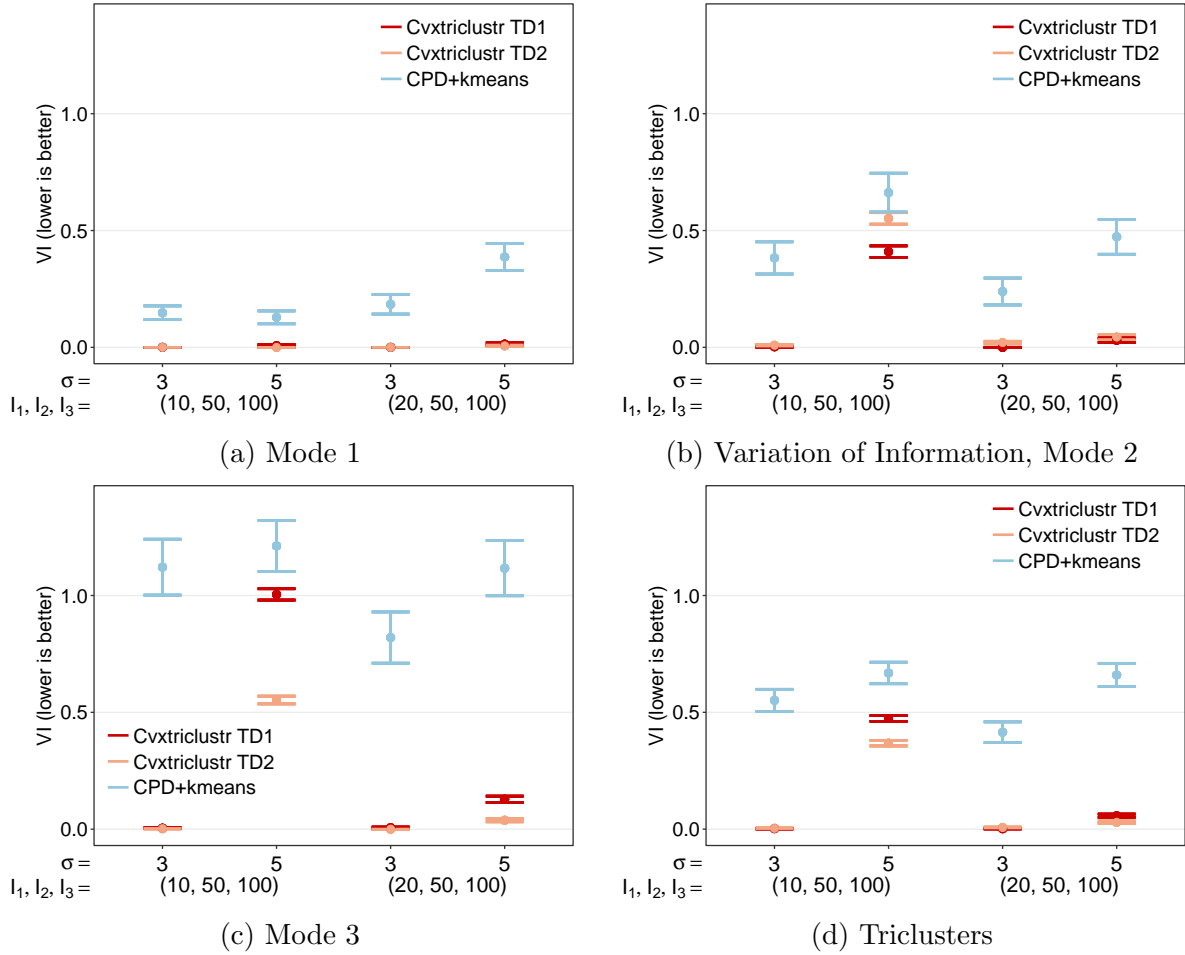 Cvxtriclustr TD1
Cvxtriclustr TD2
CPD+kmeans
VI (lower is better)
1.0
0.5
0.0
σ = 3 5 3 5
I₁, I₂, I₃ = (10, 50, 100) (20, 50, 100)
(a) Mode 1
Cvxtriclustr TD1
Cvxtriclustr TD2
CPD+kmeans
VI (lower is better)
1.0
0.5
0.0
σ = 3 5 3 5
I₁, I₂, I₃ = (10, 50, 100) (20, 50, 100)
(b) Variation of Information, Mode 2
VI (lower is better)
1.0
0.5
Cvxtriclustr TD1
Cvxtriclustr TD2
CPD+kmeans
0.0
σ = 3 5 3 5
I₁, I₂, I₃ = (10, 50, 100) (20, 50, 100)
(c) Mode 3
Cvxtriclustr TD1
Cvxtriclustr TD2
CPD+kmeans
VI (lower is better)
1.0
0.5
0.0
σ = 3 5 3 5
I₁, I₂, I₃ = (10, 50, 100) (20, 50, 100)
(d) Triclusters